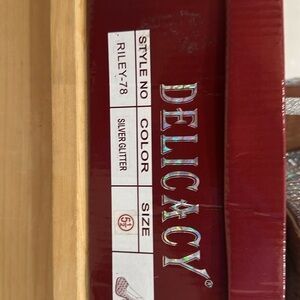 DELICACY®
STYLE NO COLOR SIZE
RILEY-78 SILVER GLITTER 5½